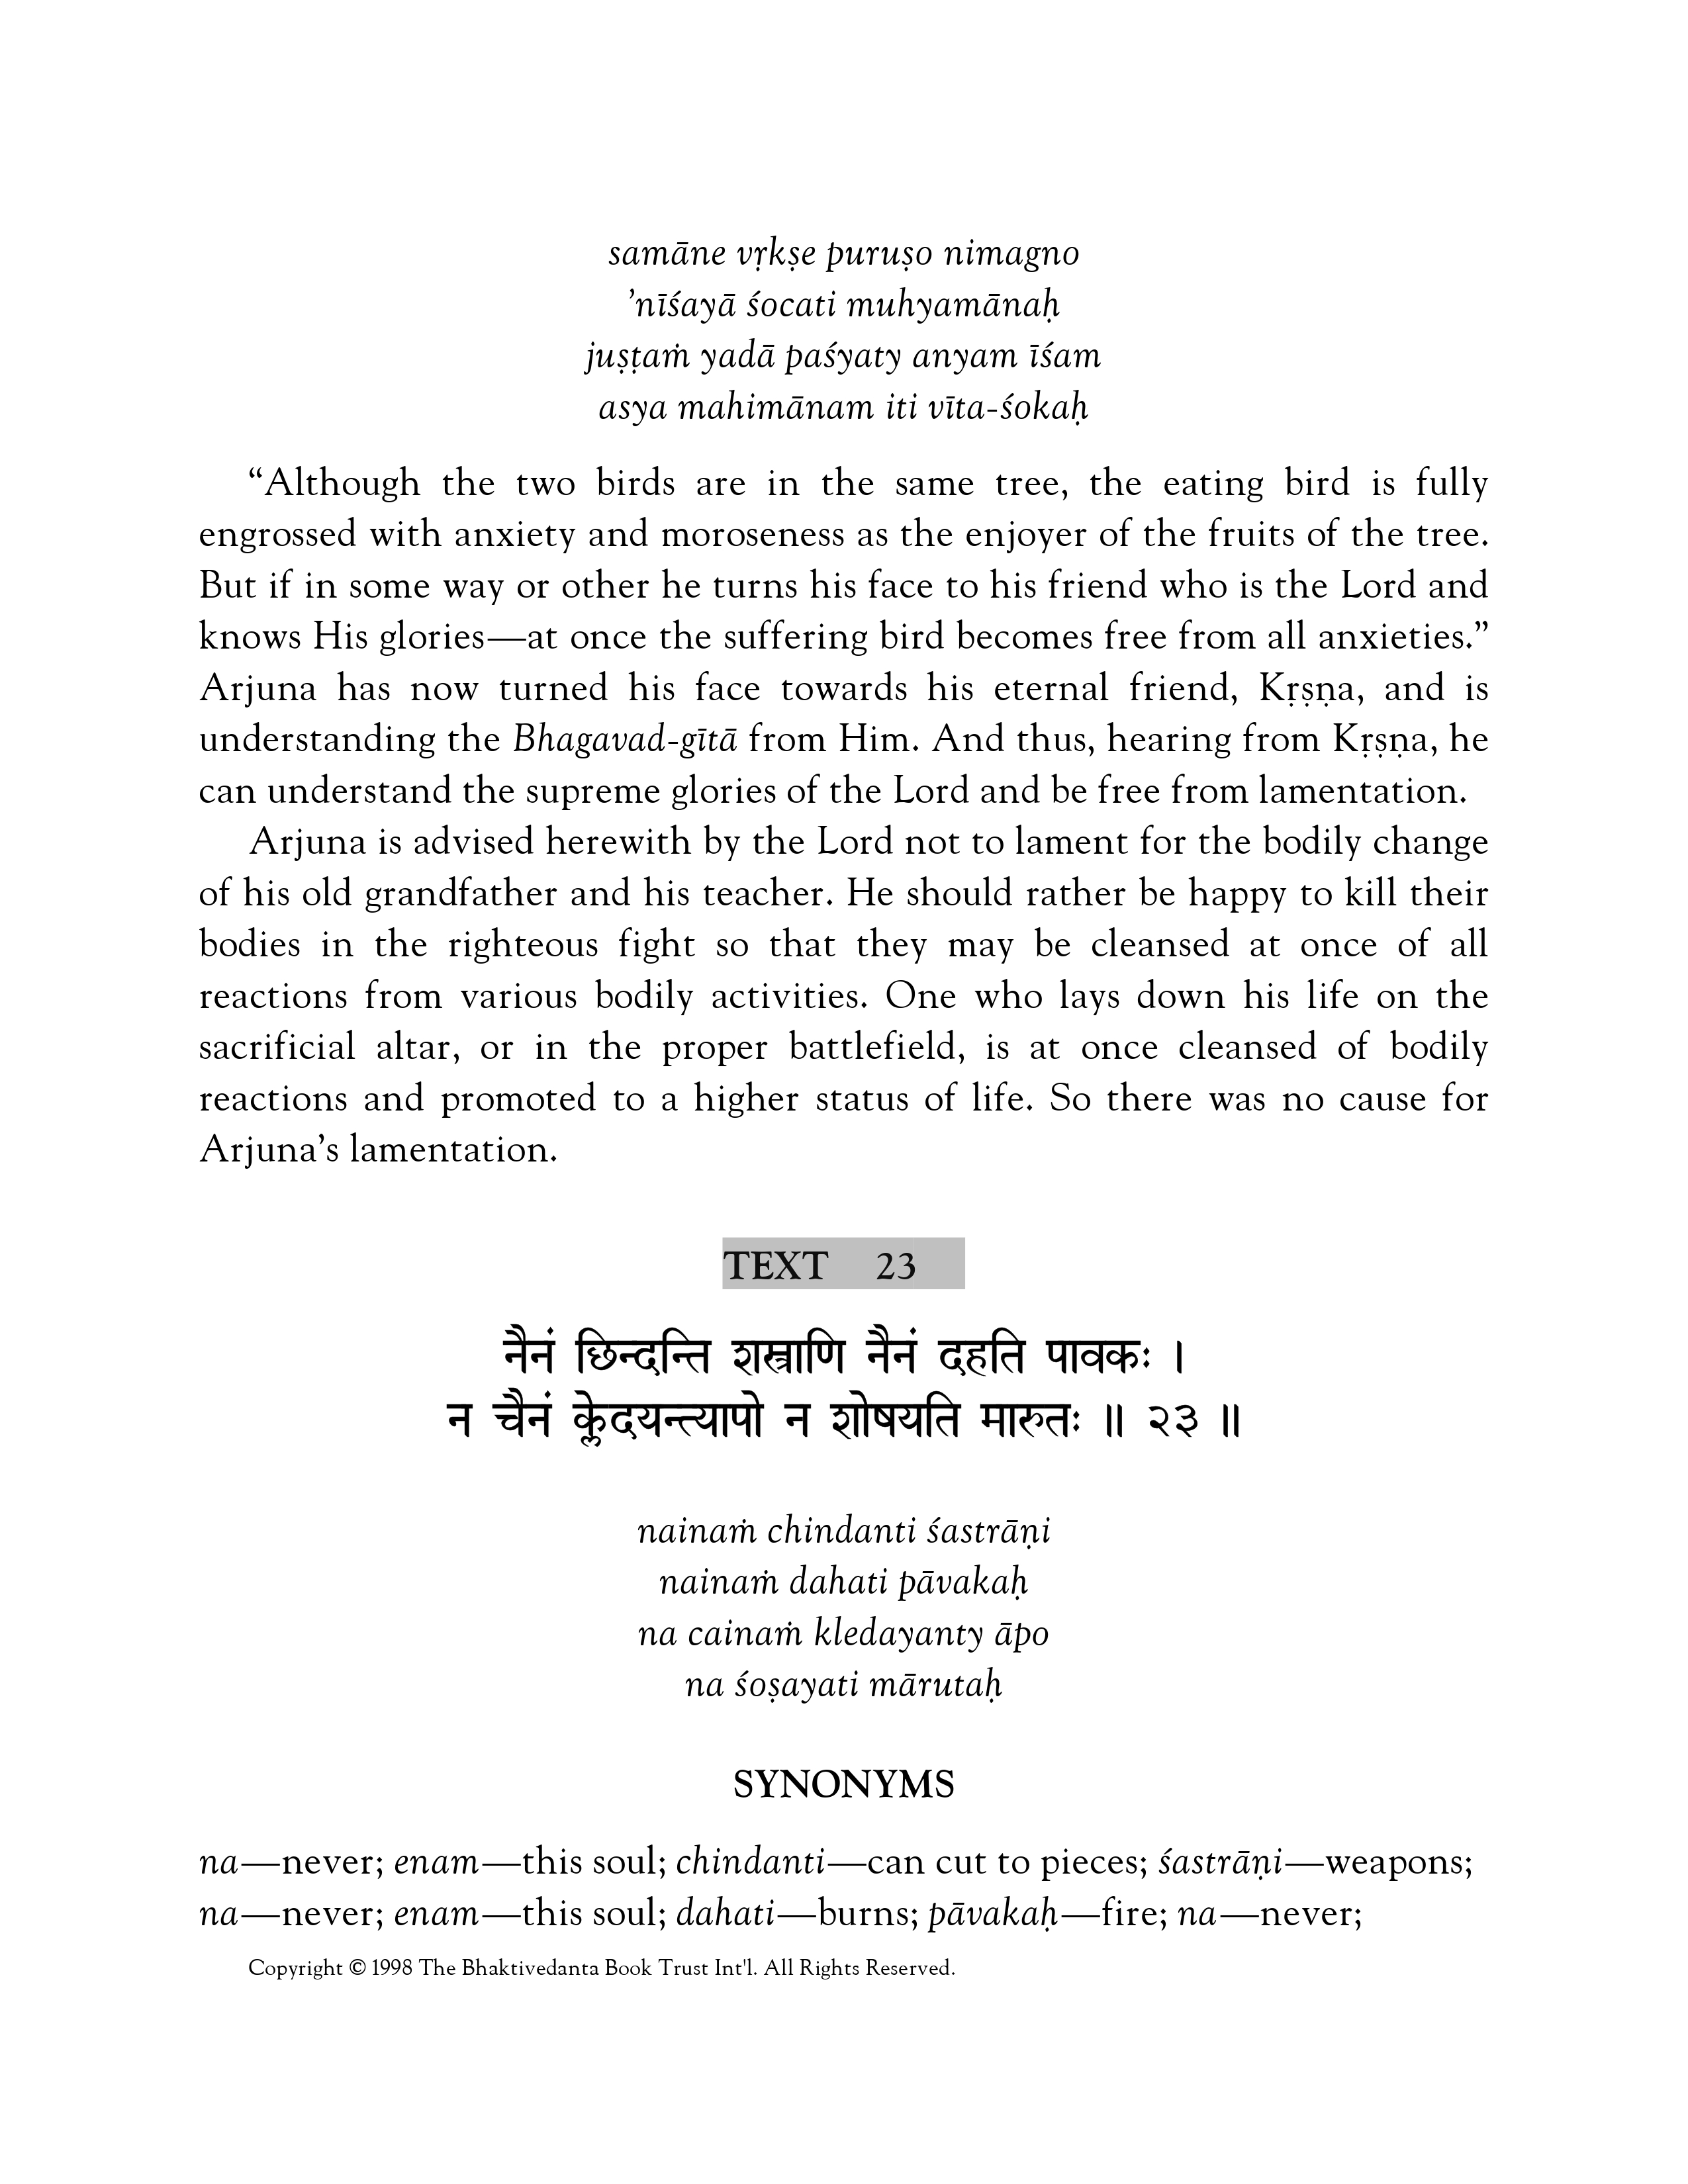 samāne vṛkṣe puruṣo nimagno
’nīśayā śocati muhyamānaḥ
juṣṭaṁ yadā paśyaty anyam īśam
asya mahimānam iti vīta-śokaḥ
“Although the two birds are in the same tree, the eating bird is fully
engrossed with anxiety and moroseness as the enjoyer of the fruits of the tree.
But if in some way or other he turns his face to his friend who is the Lord and
knows His glories—at once the suffering bird becomes free from all anxieties.”
Arjuna has now turned his face towards his eternal friend, Kṛṣṇa, and is
understanding the Bhagavad-gītā from Him. And thus, hearing from Kṛṣṇa, he
can understand the supreme glories of the Lord and be free from lamentation.
Arjuna is advised herewith by the Lord not to lament for the bodily change
of his old grandfather and his teacher. He should rather be happy to kill their
bodies in the righteous fight so that they may be cleansed at once of all
reactions from various bodily activities. One who lays down his life on the
sacrificial altar, or in the proper battlefield, is at once cleansed of bodily
reactions and promoted to a higher status of life. So there was no cause for
Arjuna’s lamentation.
TEXT 23
नैनं छिन्दन्ति शस्त्राणि नैनं दहति पावकः ।
न चैनं क्लेदयन्त्यापो न शोषयति मारुतः ॥ २३ ॥
nainaṁ chindanti śastrāṇi
nainaṁ dahati pāvakaḥ
na cainaṁ kledayanty āpo
na śoṣayati mārutaḥ
SYNONYMS
na—never; enam—this soul; chindanti—can cut to pieces; śastrāṇi—weapons;
na—never; enam—this soul; dahati—burns; pāvakaḥ—fire; na—never;
Copyright © 1998 The Bhaktivedanta Book Trust Int'l. All Rights Reserved.